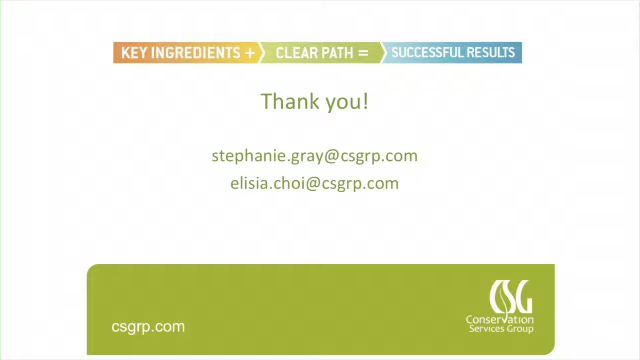 KEY INGREDIENTS + CLEAR PATH = SUCCESSFUL RESULTS
Thank you!
stephanie.gray@csgrp.com
elisia.choi@csgrp.com
csgrp.com
CSG
Conservation
Services Group